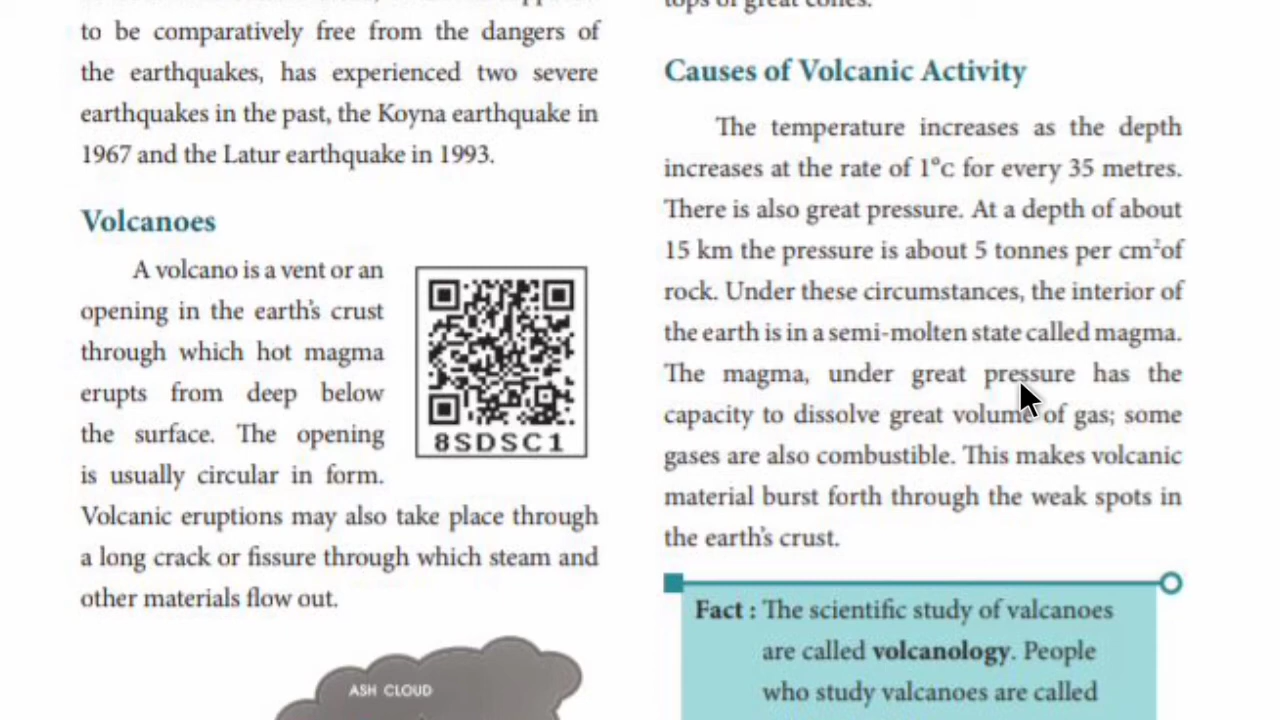 to be comparatively free from the dangers of
the earthquakes, has experienced two severe
earthquakes in the past, the Koyna earthquake in
1967 and the Latur earthquake in 1993.
Volcanoes
A volcano is a vent or an
opening in the earth's crust
through which hot magma
erupts from deep below
the surface. The opening
is usually circular in form.
Volcanic eruptions may also take place through
a long crack or fissure through which steam and
other materials flow out.
8SDSC1
ASH CLOUD
tops of great cones.
Causes of Volcanic Activity
The temperature increases as the depth
increases at the rate of 1°C for every 35 metres.
There is also great pressure. At a depth of about
15 km the pressure is about 5 tonnes per cm²of
rock. Under these circumstances, the interior of
the earth is in a semi-molten state called magma.
The magma, under great pressure has the
capacity to dissolve great volume of gas; some
gases are also combustible. This makes volcanic
material burst forth through the weak spots in
the earth's crust.
Fact : The scientific study of valcanoes
are called volcanology. People
who study valcanoes are called